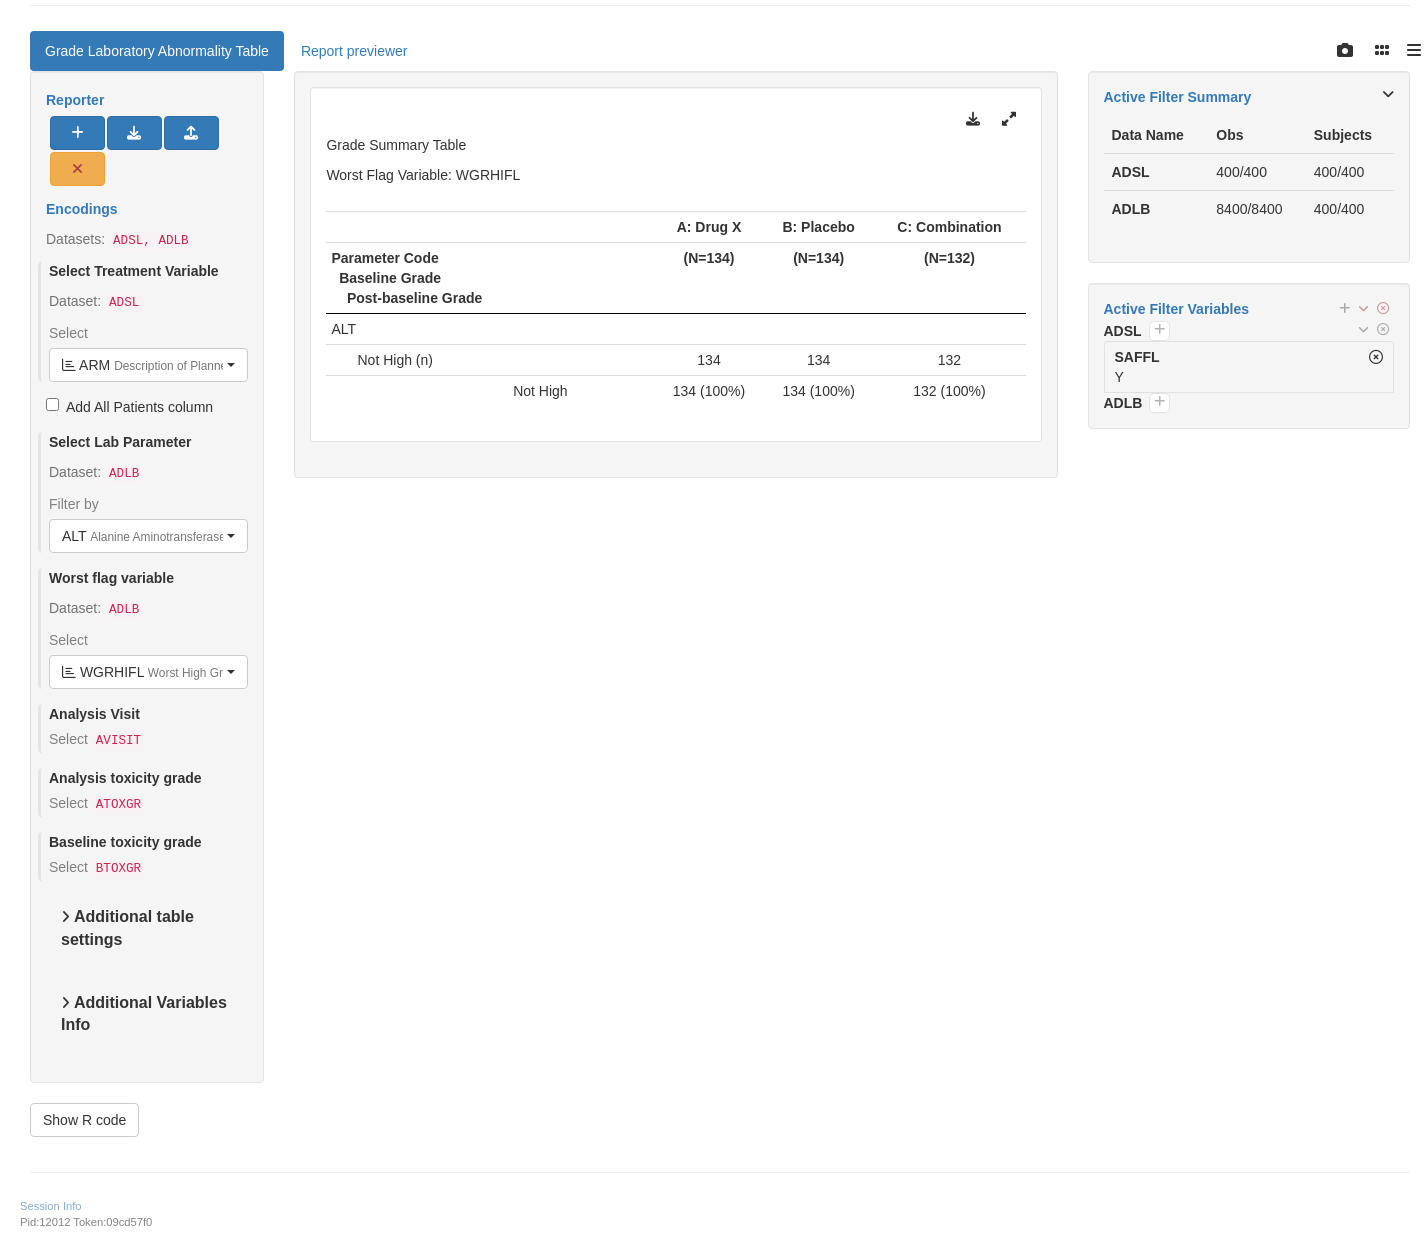 Grade Laboratory Abnormality Table
Report previewer
Reporter
Encodings
Datasets: ADSL, ADLB
Select Treatment Variable
Dataset: ADSL
Select
ARM Description of Planne
Add All Patients column
Select Lab Parameter
Dataset: ADLB
Filter by
ALT Alanine Aminotransferase
Worst flag variable
Dataset: ADLB
Select
WGRHIFL Worst High Gr
Analysis Visit
Select AVISIT
Analysis toxicity grade
Select ATOXGR
Baseline toxicity grade
Select BTOXGR
Additional table
settings
Additional Variables
Info
Show R code
Grade Summary Table
Worst Flag Variable: WGRHIFL
A: Drug X B: Placebo C: Combination
Parameter Code (N=134) (N=134) (N=132)
Baseline Grade
Post-baseline Grade
ALT
Not High (n) 134 134 132
Not High 134 (100%) 134 (100%) 132 (100%)
Active Filter Summary
Data Name Obs Subjects
ADSL 400/400 400/400
ADLB 8400/8400 400/400
Active Filter Variables
ADSL
SAFFL
Y
ADLB
Session Info
Pid:12012 Token:09cd57f0